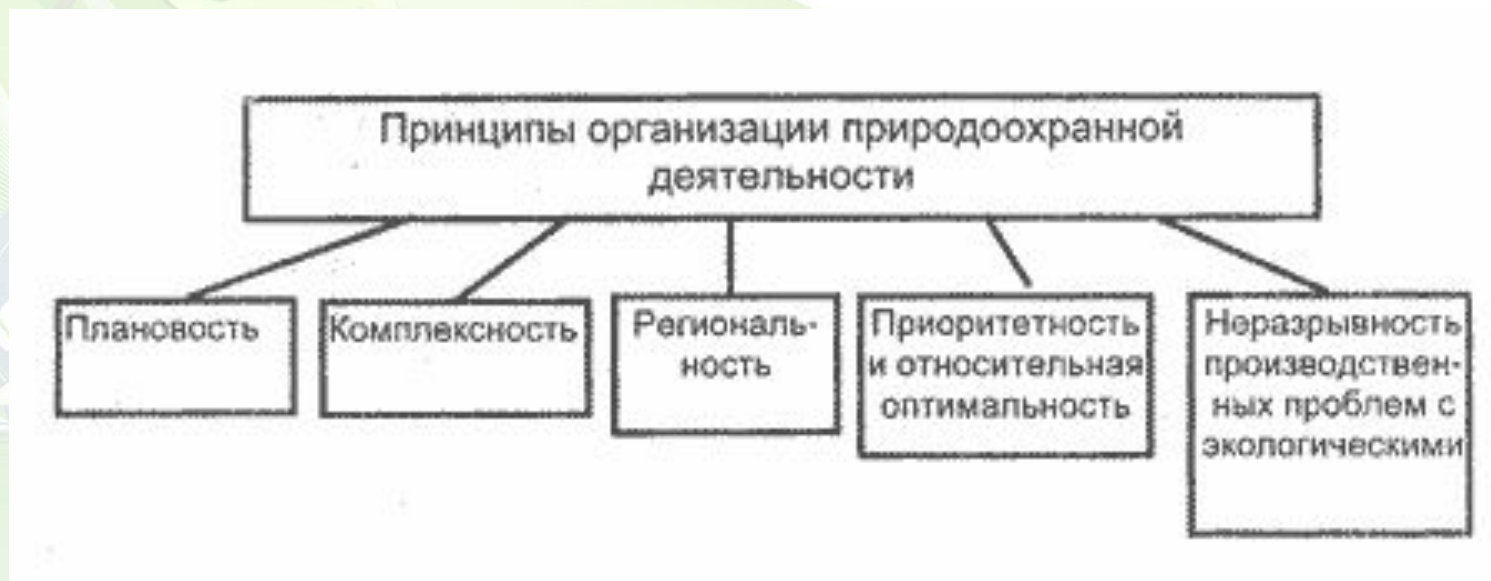 Принципы организации природоохранной
деятельности
Плановость
Комплексность
Региональ-
ность
Приоритетность
и относительная
оптимальность
Неразрывность
производствен-
ных проблем с
экологическими